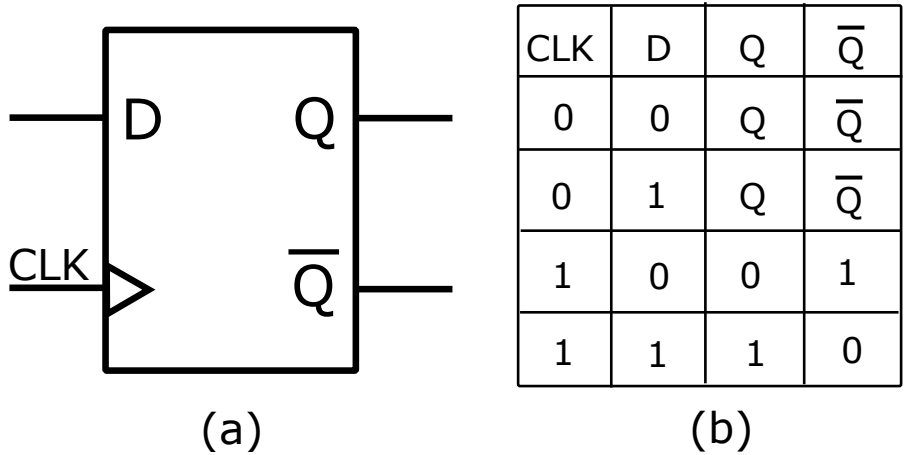 D Q
CLK
Q̅
(a)
CLK D Q Q̅
0 0 Q Q̅
0 1 Q Q̅
1 0 0 1
1 1 1 0
(b)